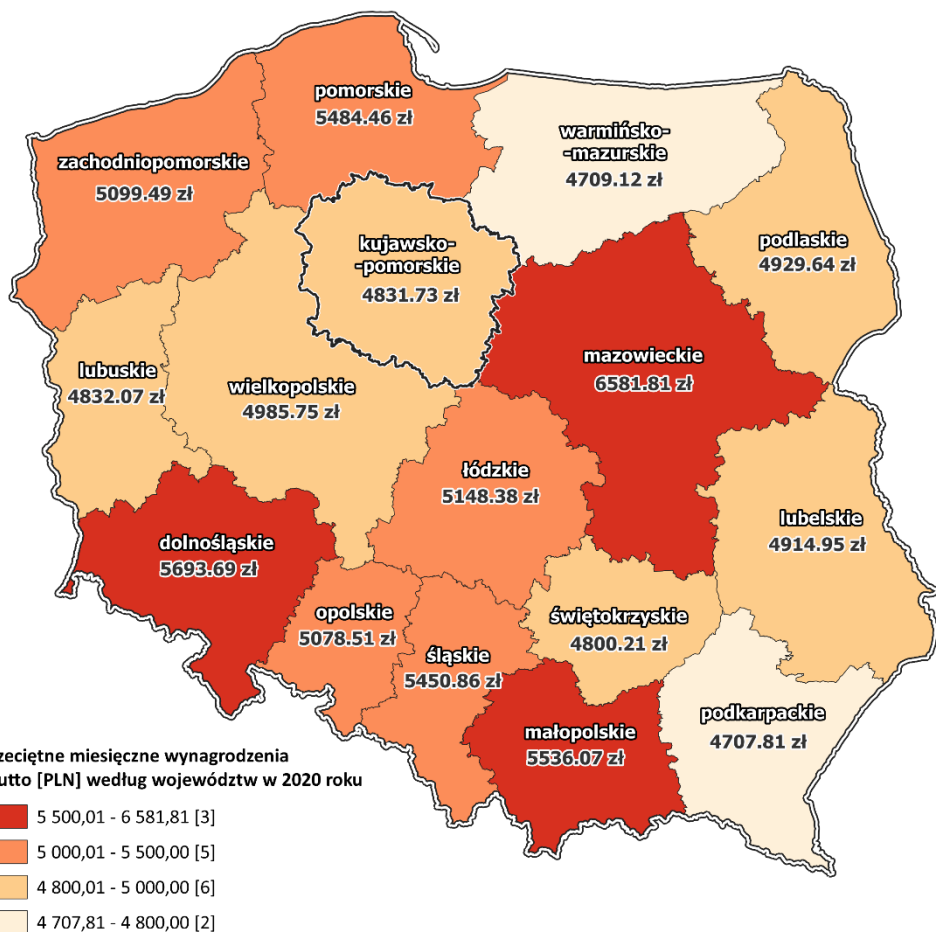 pomorskie
5484.46 zł
warmińsko-
-mazurskie
4709.12 zł
zachodniopomorskie
5099.49 zł
kujawsko-
-pomorskie
4831.73 zł
podlaskie
4929.64 zł
mazowieckie
6581.81 zł
lubuskie
4832.07 zł
wielkopolskie
4985.75 zł
łódzkie
5148.38 zł
lubelskie
4914.95 zł
dolnośląskie
5693.69 zł
opolskie
5078.51 zł
świętokrzyskie
4800.21 zł
śląskie
5450.86 zł
małopolskie
5536.07 zł
podkarpackie
4707.81 zł
zeciętne miesięczne wynagrodzenia
utto [PLN] według województw w 2020 roku
5 500,01 - 6 581,81 [3]
5 000,01 - 5 500,00 [5]
4 800,01 - 5 000,00 [6]
4 707,81 - 4 800,00 [2]